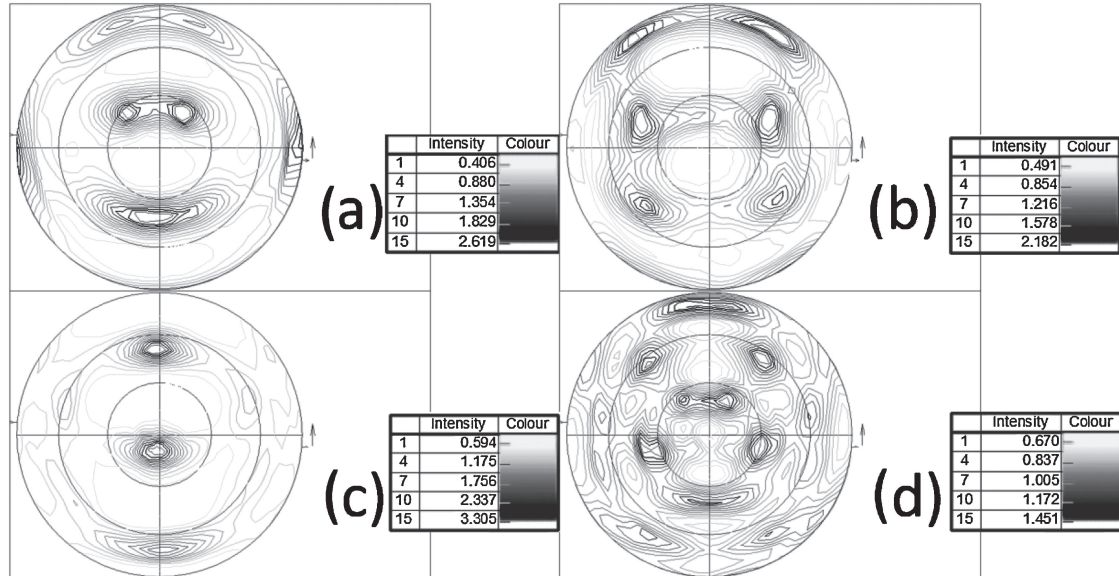 Intensity Colour
1 0.406
4 0.880
7 1.354
10 1.829
15 2.619
(a)
Intensity Colour
1 0.491
4 0.854
7 1.216
10 1.578
15 2.182
(b)
Intensity Colour
1 0.594
4 1.175
7 1.756
10 2.337
15 3.305
(c)
Intensity Colour
1 0.670
4 0.837
7 1.005
10 1.172
15 1.451
(d)